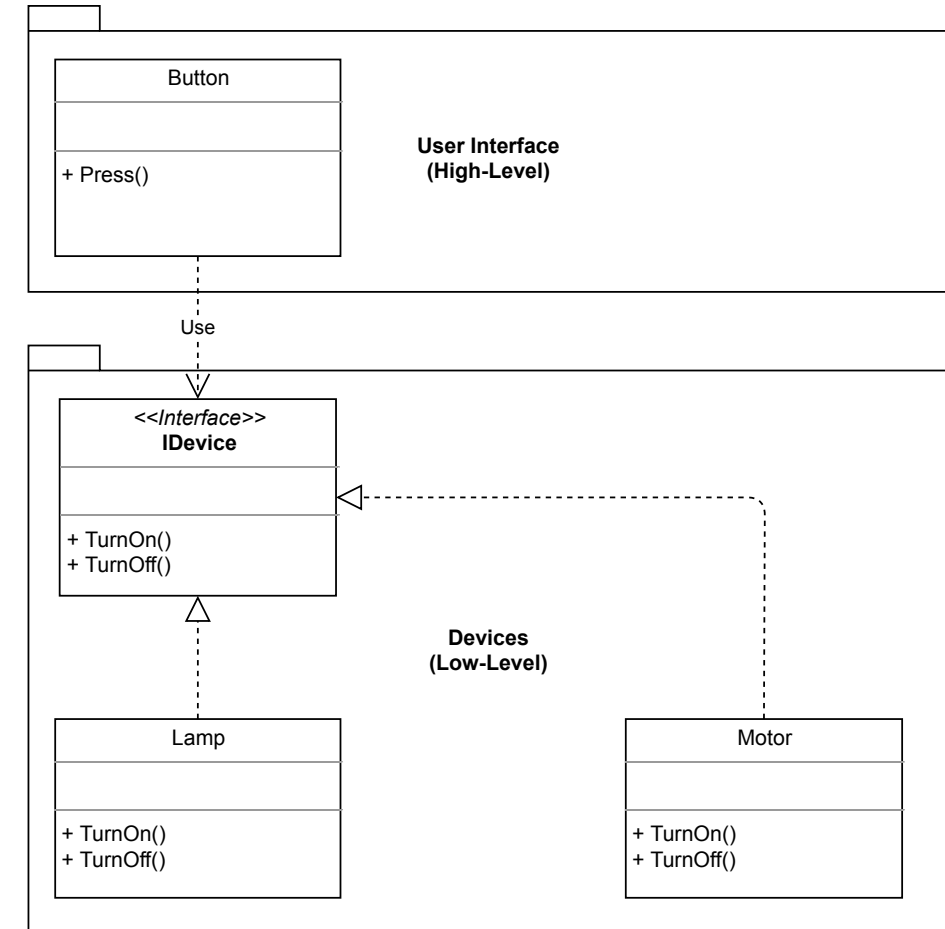 Button
+ Press()
User Interface
(High-Level)
Use
<<Interface>>
IDevice
+ TurnOn()
+ TurnOff()
Devices
(Low-Level)
Lamp
+ TurnOn()
+ TurnOff()
Motor
+ TurnOn()
+ TurnOff()